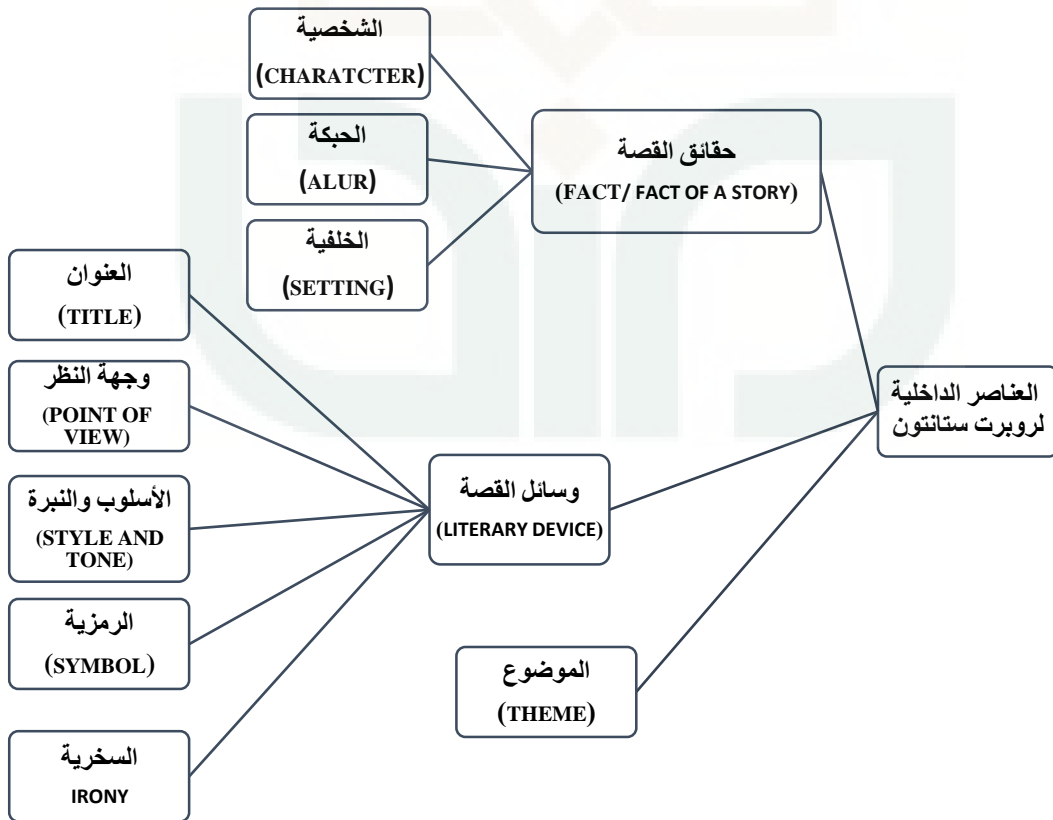 العناصر الداخلية
لروبرت ستانتون
حقائق القصة
(FACT/ FACT OF A STORY)
الشخصية
(CHARATCTER)
الحبكة
(ALUR)
الخلفية
(SETTING)
وسائل القصة
(LITERARY DEVICE)
العنوان
(TITLE)
وجهة النظر
(POINT OF
VIEW)
الأسلوب والنبرة
(STYLE AND
TONE)
الرمزية
(SYMBOL)
السخرية
IRONY
الموضوع
(THEME)